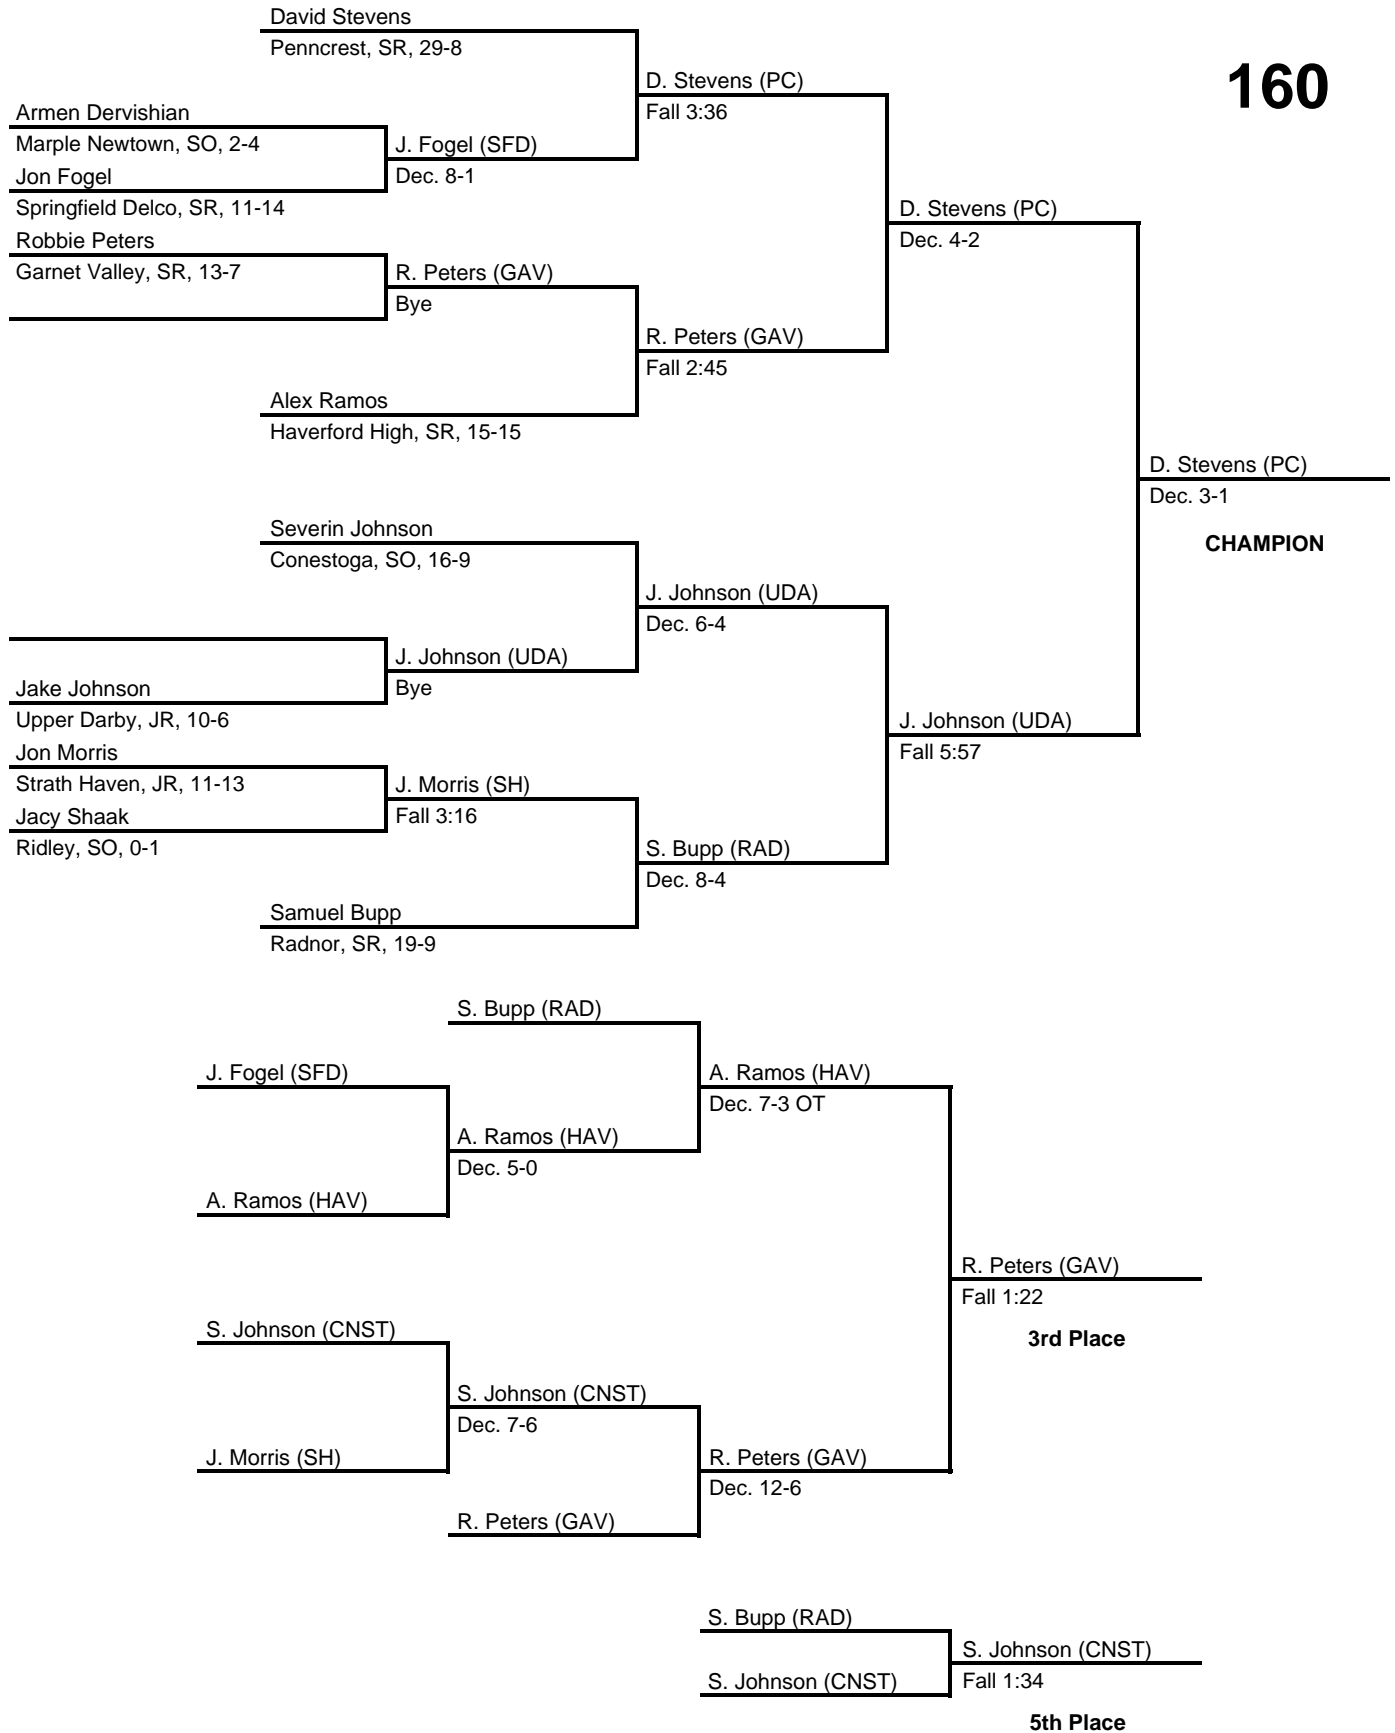 David Stevens
Penncrest, SR, 29-8
160
D. Stevens (PC)
Fall 3:36
Armen Dervishian
Marple Newtown, SO, 2-4
J. Fogel (SFD)
Dec. 8-1
Jon Fogel
Springfield Delco, SR, 11-14
D. Stevens (PC)
Dec. 4-2
Robbie Peters
Garnet Valley, SR, 13-7
R. Peters (GAV)
Bye
R. Peters (GAV)
Fall 2:45
Alex Ramos
Haverford High, SR, 15-15
D. Stevens (PC)
Dec. 3-1
CHAMPION
Severin Johnson
Conestoga, SO, 16-9
J. Johnson (UDA)
Dec. 6-4
J. Johnson (UDA)
Bye
Jake Johnson
Upper Darby, JR, 10-6
J. Johnson (UDA)
Fall 5:57
Jon Morris
Strath Haven, JR, 11-13
J. Morris (SH)
Fall 3:16
Jacy Shaak
Ridley, SO, 0-1
S. Bupp (RAD)
Dec. 8-4
Samuel Bupp
Radnor, SR, 19-9
S. Bupp (RAD)
J. Fogel (SFD)
A. Ramos (HAV)
Dec. 7-3 OT
A. Ramos (HAV)
Dec. 5-0
A. Ramos (HAV)
R. Peters (GAV)
Fall 1:22
3rd Place
S. Johnson (CNST)
S. Johnson (CNST)
Dec. 7-6
J. Morris (SH)
R. Peters (GAV)
Dec. 12-6
R. Peters (GAV)
S. Bupp (RAD)
S. Johnson (CNST)
Fall 1:34
S. Johnson (CNST)
5th Place